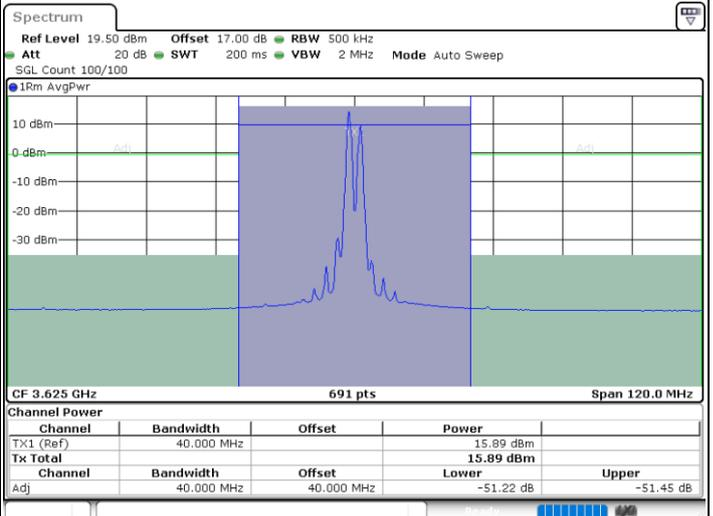 Spectrum
Ref Level 19.50 dBm Offset 17.00 dB RBW 500 kHz
Att 20 dB SWT 200 ms VBW 2 MHz Mode Auto Sweep
SGL Count 100/100
1Rm AvgPwr
10 dBm
Adj Adj
0 dBm
-10 dBm
-20 dBm
-30 dBm
CF 3.625 GHz 691 pts Span 120.0 MHz
Channel Power
Channel Bandwidth Offset Power
TX1 (Ref) 40.000 MHz 15.89 dBm
Tx Total 15.89 dBm
Channel Bandwidth Offset Lower Upper
Adj 40.000 MHz 40.000 MHz -51.22 dB -51.45 dB
Ready